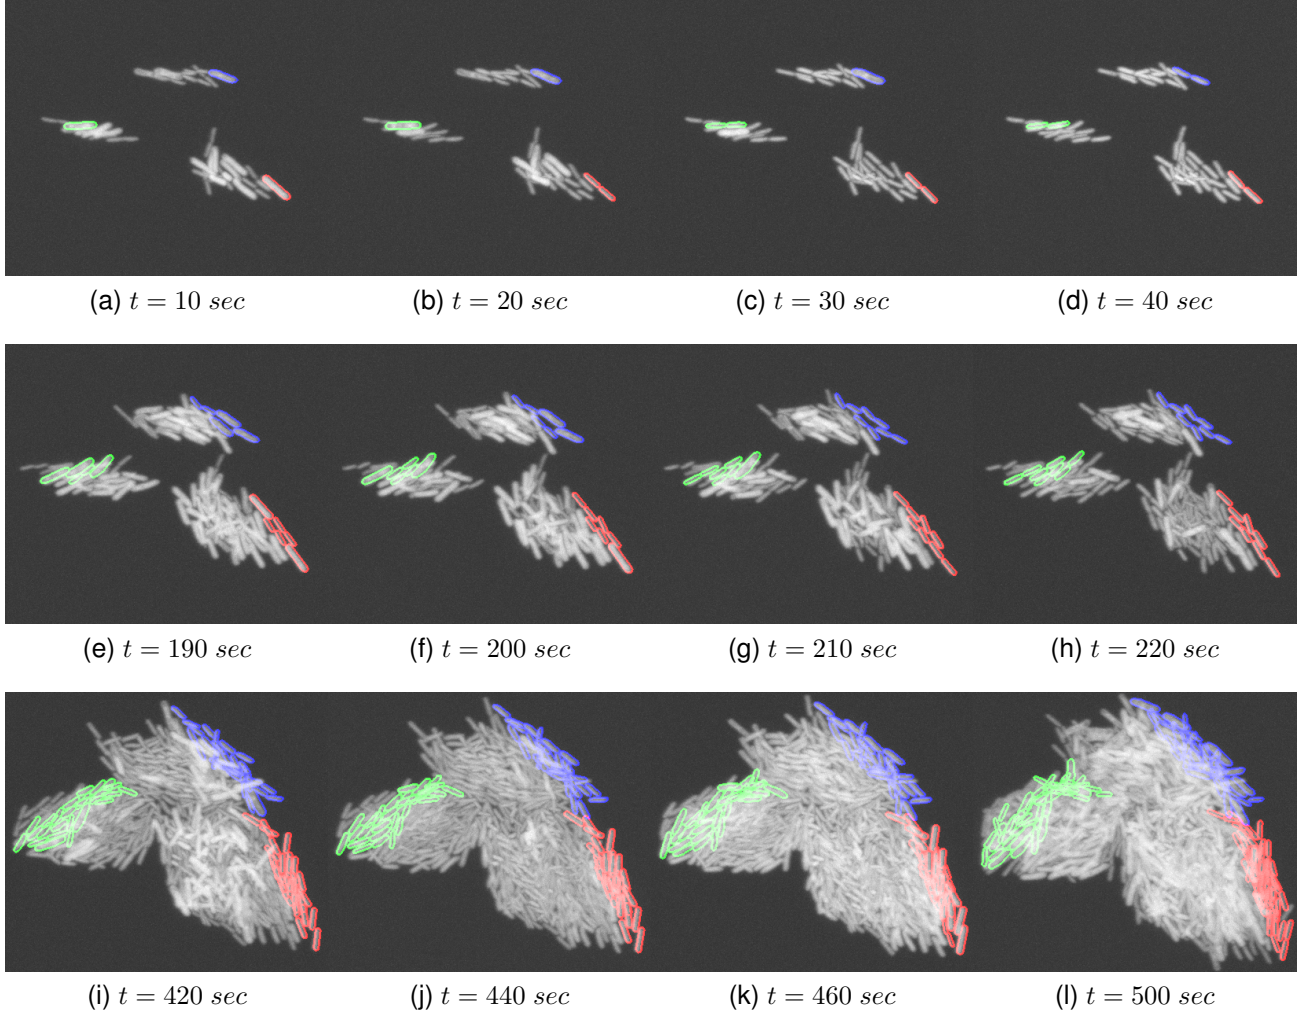 (a) t = 10 sec
(b) t = 20 sec
(c) t = 30 sec
(d) t = 40 sec
(e) t = 190 sec
(f) t = 200 sec
(g) t = 210 sec
(h) t = 220 sec
(i) t = 420 sec
(j) t = 440 sec
(k) t = 460 sec
(l) t = 500 sec